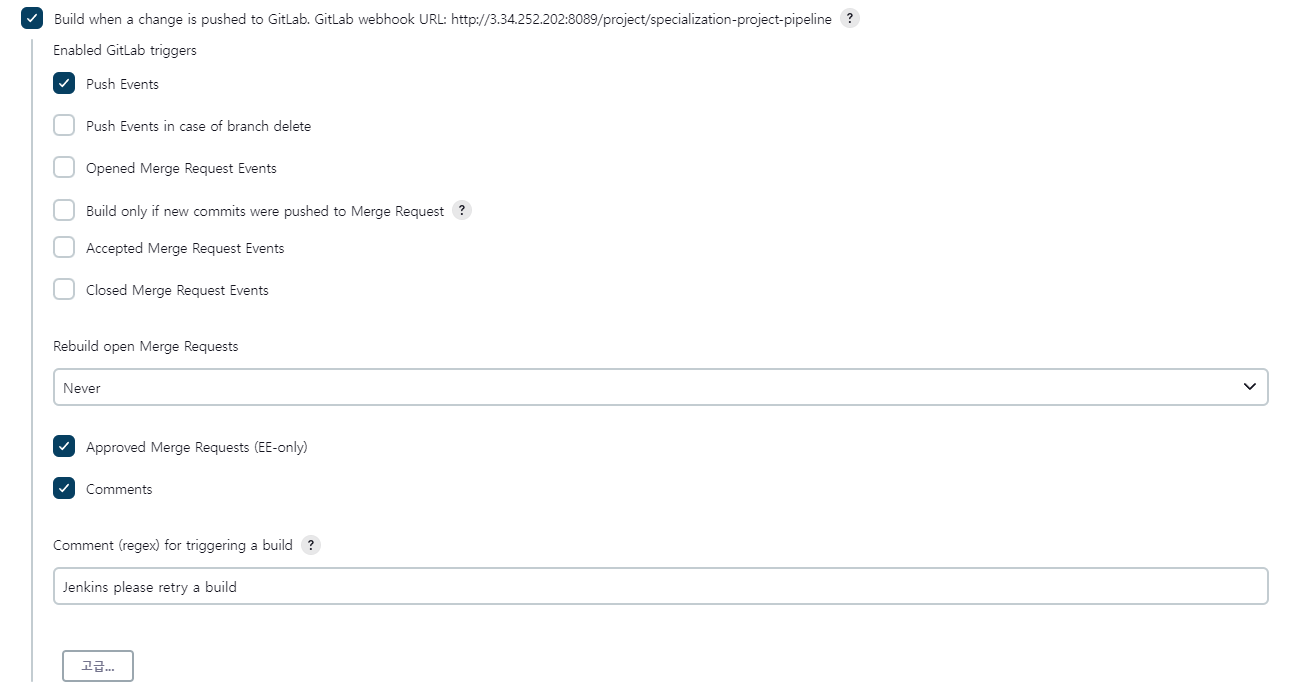 Build when a change is pushed to GitLab. GitLab webhook URL: http://3.34.252.202:8089/project/specialization-project-pipeline ?
Enabled GitLab triggers
Push Events
Push Events in case of branch delete
Opened Merge Request Events
Build only if new commits were pushed to Merge Request ?
Accepted Merge Request Events
Closed Merge Request Events
Rebuild open Merge Requests
Never
Approved Merge Requests (EE-only)
Comments
Comment (regex) for triggering a build ?
Jenkins please retry a build
고급...